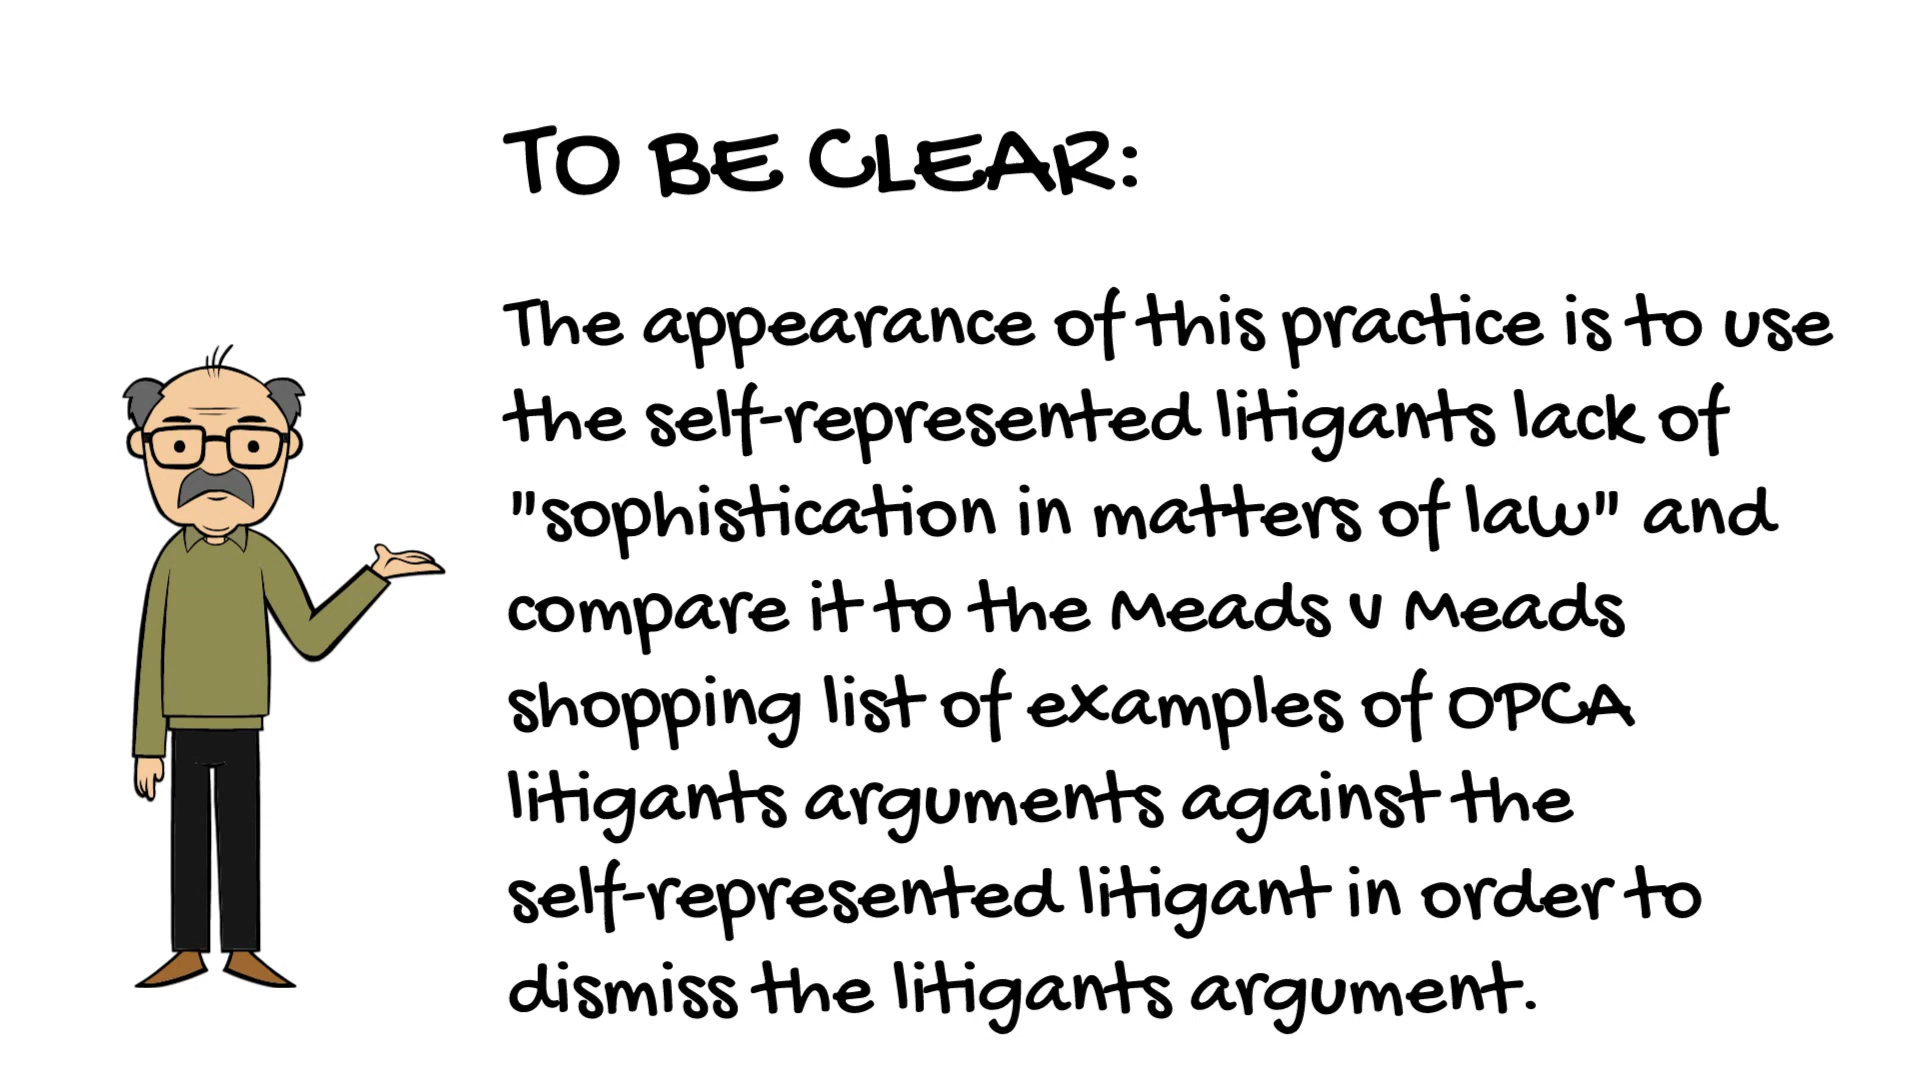 TO BE CLEAR:
The appearance of this practice is to use
the self-represented litigants lack of
"sophistication in matters of law" and
compare it to the Meads v Meads
shopping list of examples of OPCA
litigants arguments against the
self-represented litigant in order to
dismiss the litigants argument.